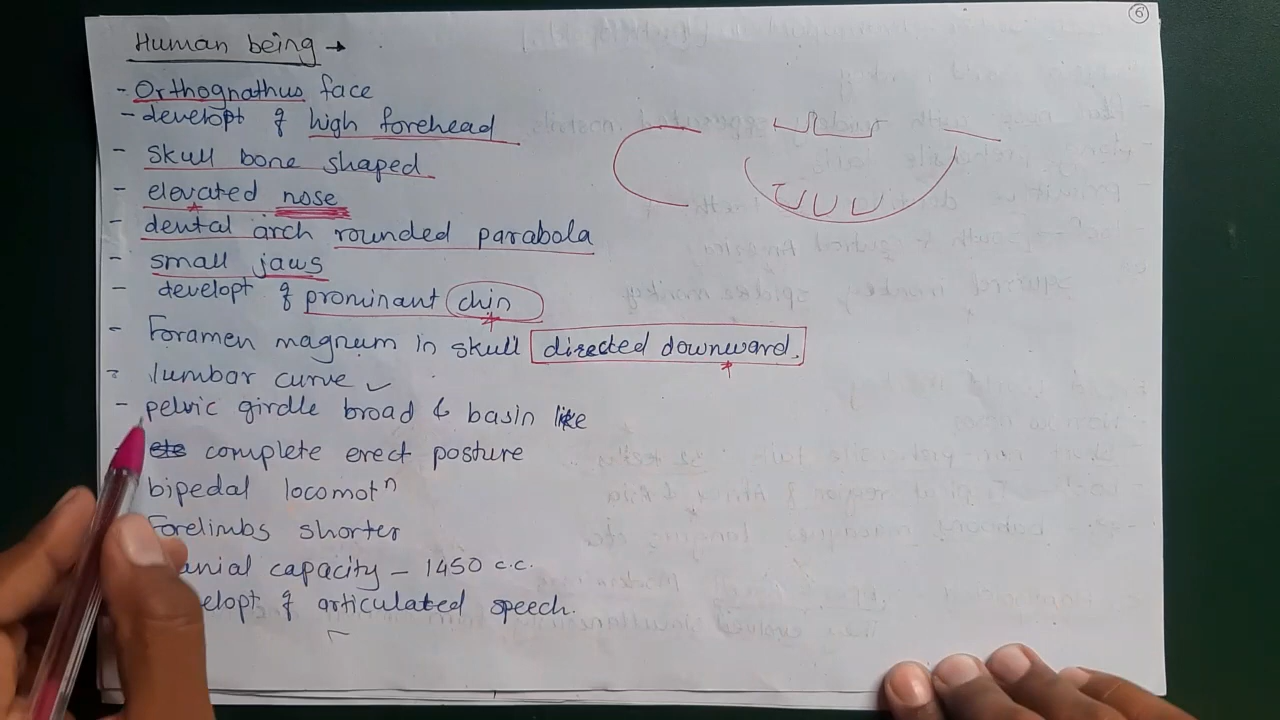 6
Human being →
- Orthognathus face
- developt of high forehead
- skull bone shaped
- elevated nose
- dental arch rounded parabola
- small jaws
- developt of prominant chin
- Foramen magnum in skull directed downward.
- lumbar curve ✓
- pelvic girdle broad & basin like
complete erect posture
bipedal locomotⁿ
Forelimbs shorter
capacity – 1450 c.c.
of articulated speech.